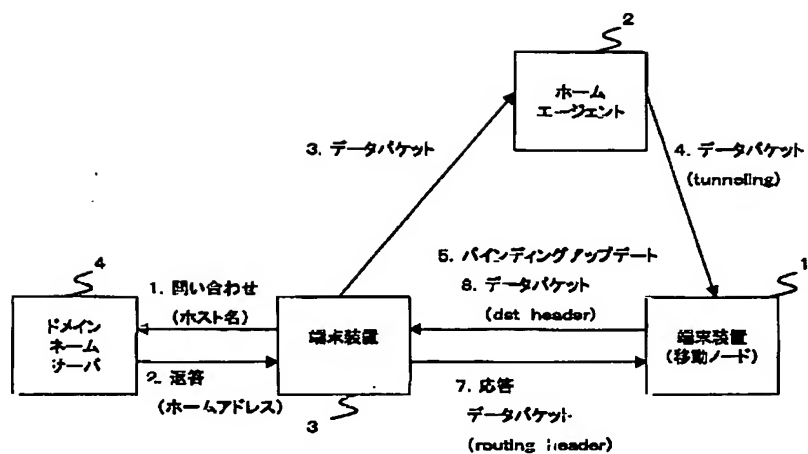 2
ホーム
エージェント
3. データパケット
4. データパケット
(tunneling)
4
1. 問い合わせ
(ホスト名)
5. バインディングアップデート
8. データパケット
(dst header)
1
ドメイン
ネーム
サーバ
端末装置
端末装置
(移動ノード)
2. 返答
(ホームアドレス)
3
7. 応答
データパケット
(routing header)